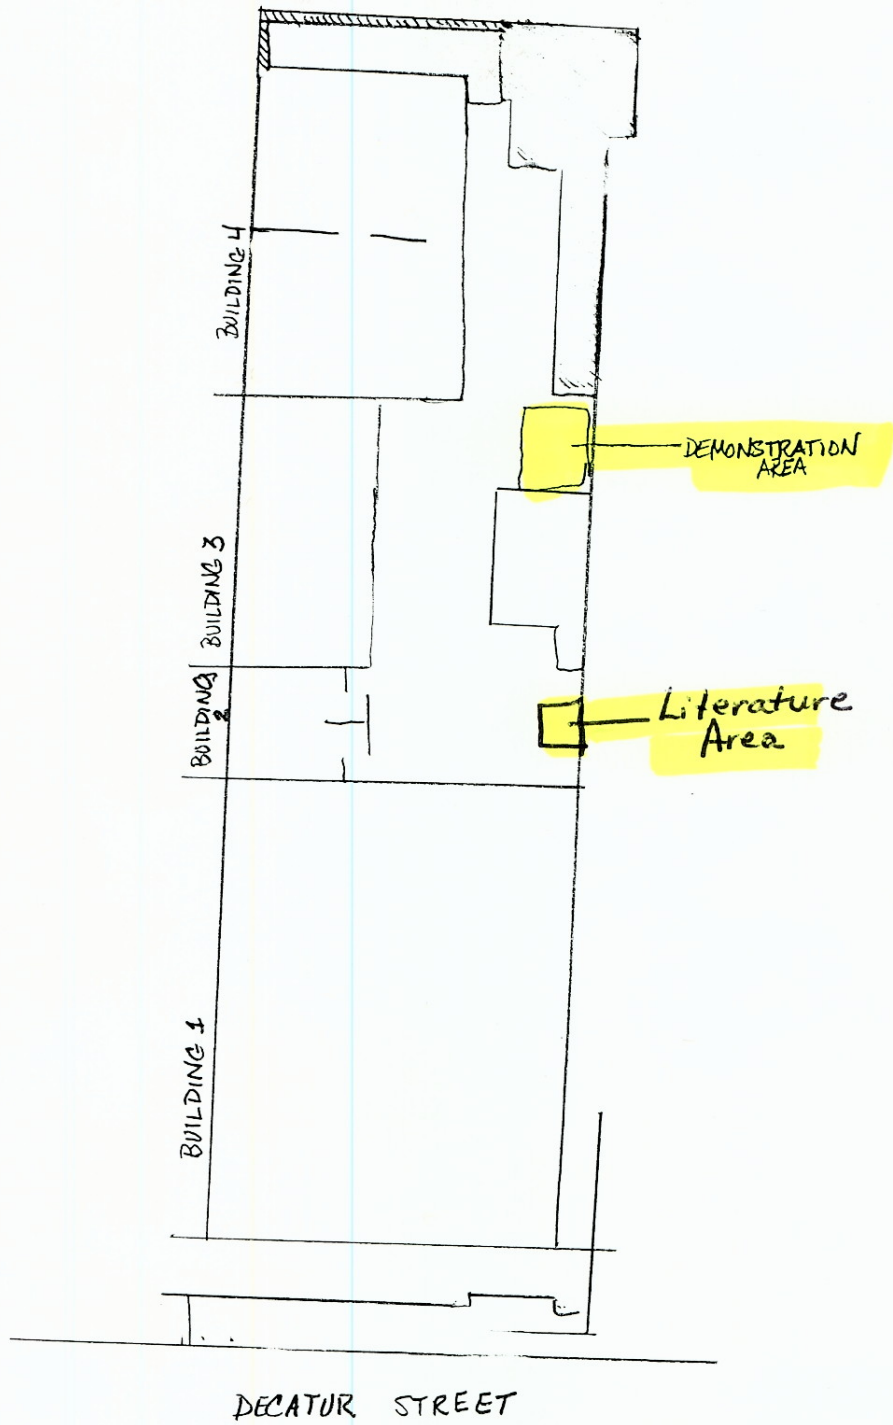 BUILDING 4
DEMONSTRATION
AREA
BUILDING 3
BUILDING
2
Literature
Area
BUILDING 1
DECATUR STREET